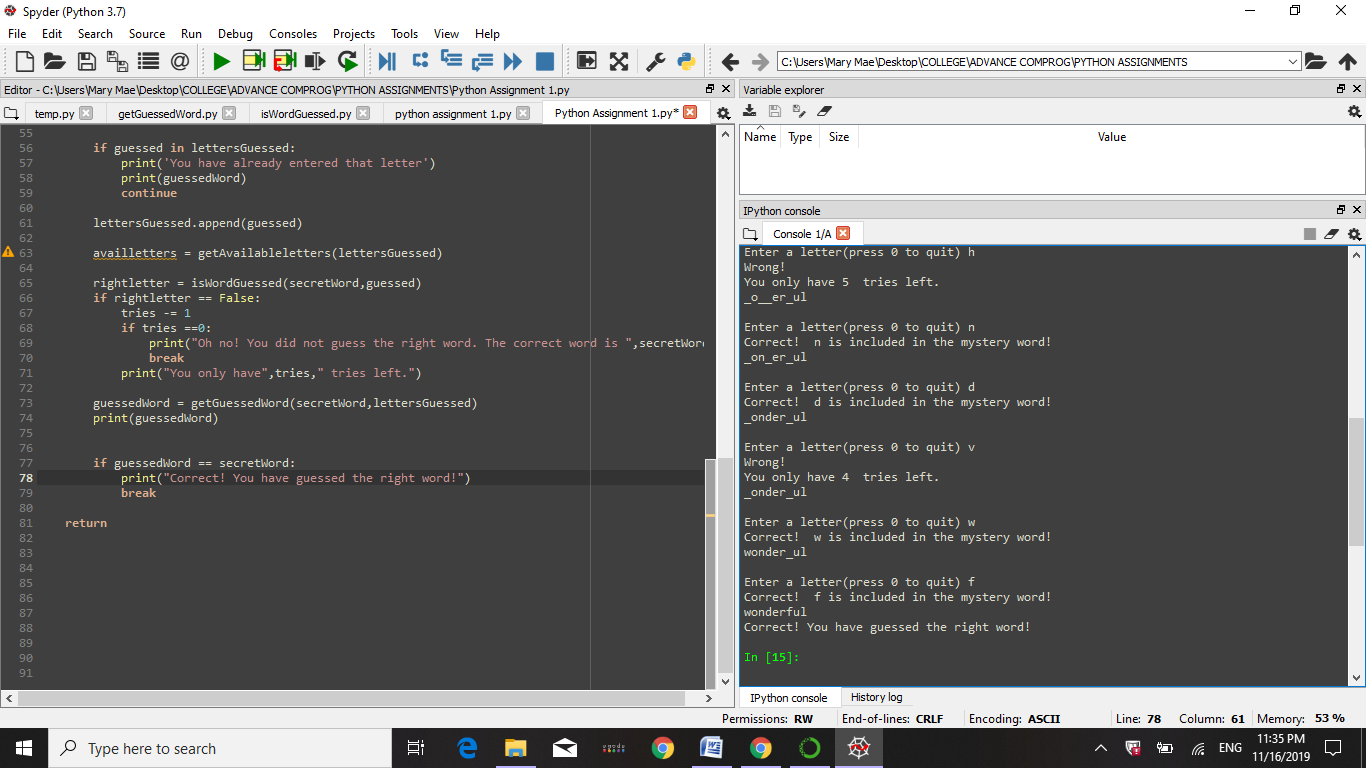 Spyder (Python 3.7)
File Edit Search Source Run Debug Consoles Projects Tools View Help
C:\Users\Mary Mae\Desktop\COLLEGE\ADVANCE COMPROG\PYTHON ASSIGNMENTS
Editor - C:\Users\Mary Mae\Desktop\COLLEGE\ADVANCE COMPROG\PYTHON ASSIGNMENTS\Python Assignment 1.py
temp.py getGuessedWord.py isWordGuessed.py python assignment 1.py Python Assignment 1.py*
55
56 if guessed in lettersGuessed:
57 print('You have already entered that letter')
58 print(guessedWord)
59 continue
60
61 lettersGuessed.append(guessed)
62
63 availletters = getAvailableletters(lettersGuessed)
64
65 rightletter = isWordGuessed(secretWord,guessed)
66 if rightletter == False:
67 tries -= 1
68 if tries ==0:
69 print("Oh no! You did not guess the right word. The correct word is ",secretWor
70 break
71 print("You only have",tries," tries left.")
72
73 guessedWord = getGuessedWord(secretWord,lettersGuessed)
74 print(guessedWord)
75
76
77 if guessedWord == secretWord:
78 print("Correct! You have guessed the right word!")
79 break
80
81 return
82
83
84
85
86
87
88
89
90
91
Variable explorer
Name Type Size Value
IPython console
Console 1/A
Enter a letter(press 0 to quit) h
Wrong!
You only have 5  tries left.
_o__er_ul
Enter a letter(press 0 to quit) n
Correct!  n is included in the mystery word!
_on_er_ul
Enter a letter(press 0 to quit) d
Correct!  d is included in the mystery word!
_onder_ul
Enter a letter(press 0 to quit) v
Wrong!
You only have 4  tries left.
_onder_ul
Enter a letter(press 0 to quit) w
Correct!  w is included in the mystery word!
wonder_ul
Enter a letter(press 0 to quit) f
Correct!  f is included in the mystery word!
wonderful
Correct! You have guessed the right word!
In [15]:
IPython console History log
Permissions: RW End-of-lines: CRLF Encoding: ASCII Line: 78 Column: 61 Memory: 53 %
Type here to search
ENG
11:35 PM
11/16/2019